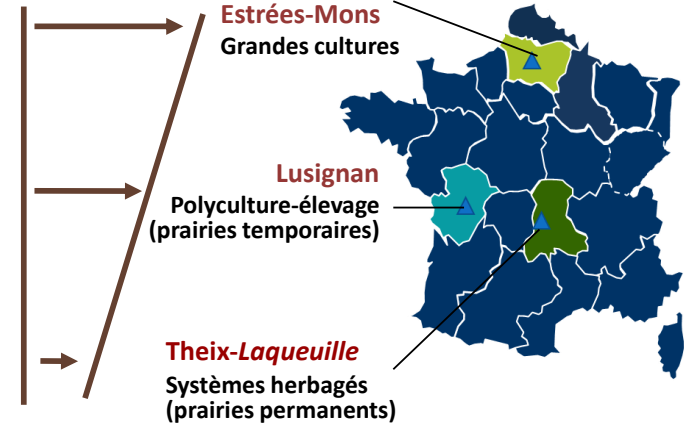 Estrées-Mons
Grandes cultures
Lusignan
Polyculture-élevage
(prairies temporaires)
Theix-Laqueuille
Systèmes herbagés
(prairies permanents)